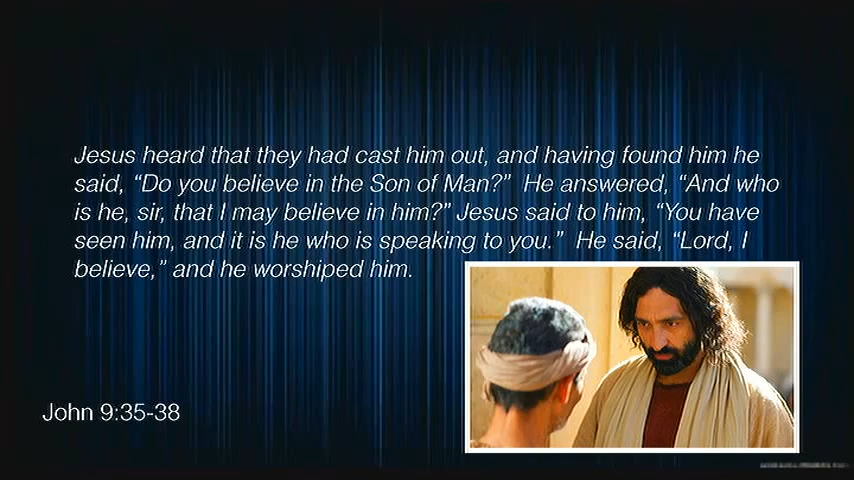 Jesus heard that they had cast him out, and having found him he
said, “Do you believe in the Son of Man?”  He answered, “And who
is he, sir, that I may believe in him?” Jesus said to him, “You have
seen him, and it is he who is speaking to you.”  He said, “Lord, I
believe,” and he worshiped him.
John 9:35-38